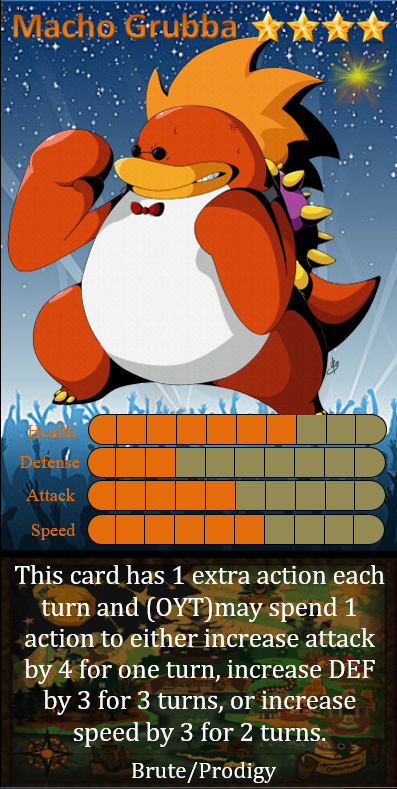 Macho Grubba
Health
Defense
Attack
Speed
This card has 1 extra action each
turn and (OYT)may spend 1
action to either increase attack
by 4 for one turn, increase DEF
by 3 for 3 turns, or increase
speed by 3 for 2 turns.
Brute/Prodigy